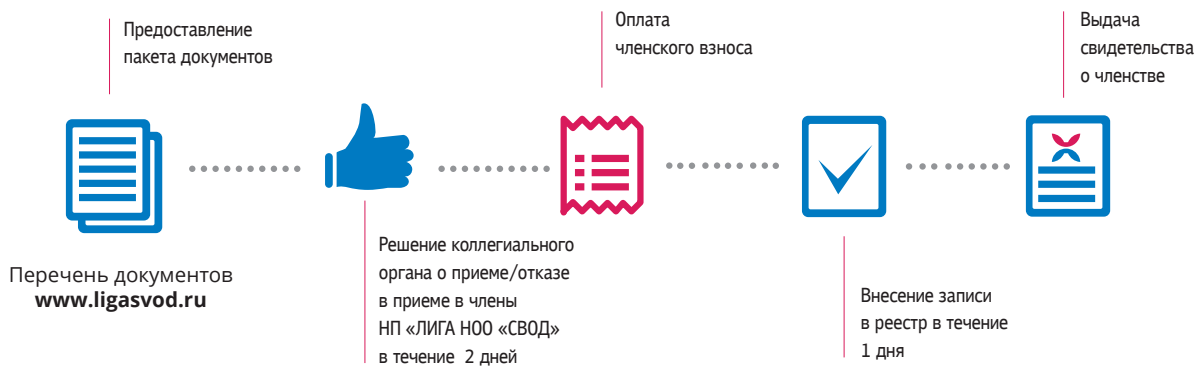 Предоставление
пакета документов
Перечень документов
www.ligasvod.ru
Решение коллегиального
органа о приеме/отказе
в приеме в члены
НП «ЛИГА НОО «СВОД»
в течение 2 дней
Оплата
членского взноса
Внесение записи
в реестр в течение
1 дня
Выдача
свидетельства
о членстве